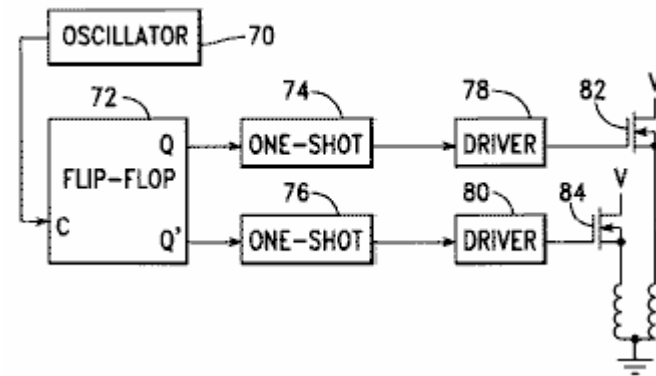 OSCILLATOR
70
72
74
78
82
V
Q
ONE-SHOT
DRIVER
FLIP-FLOP
76
80
84
V
C
Q'
ONE-SHOT
DRIVER